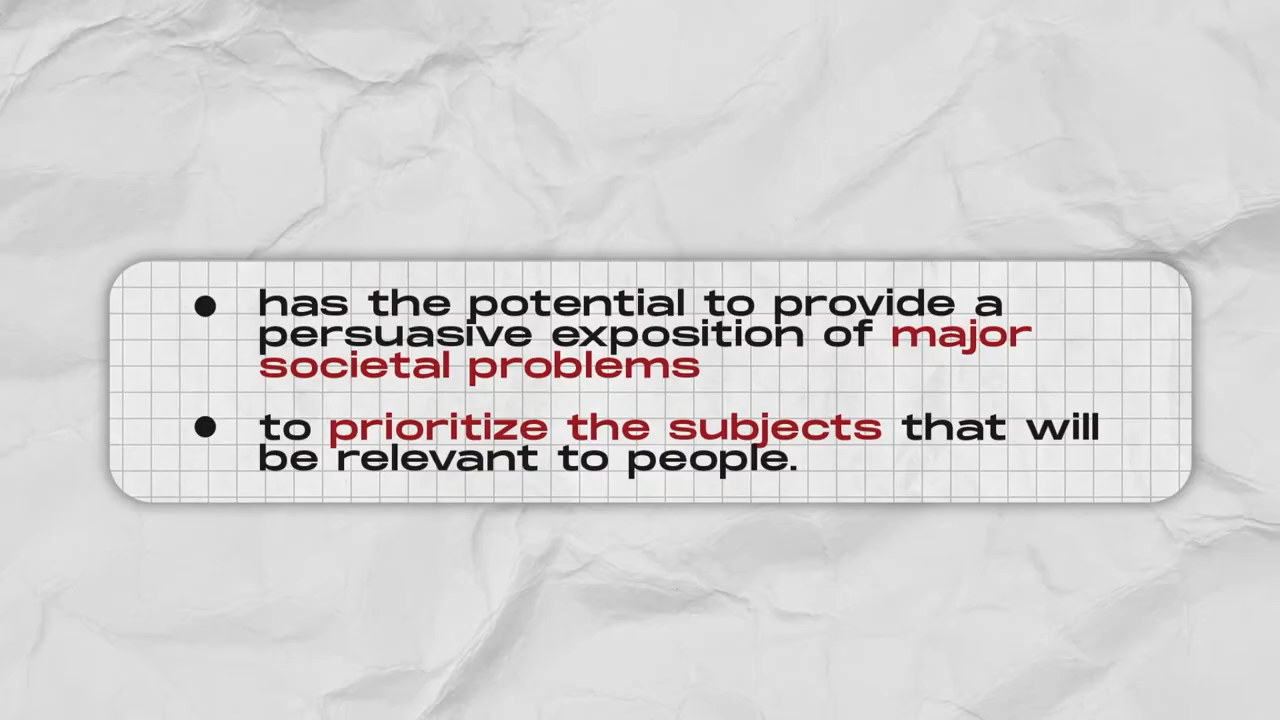 ● has the potential to provide a
persuasive exposition of major
societal problems
● to prioritize the subjects that will
be relevant to people.